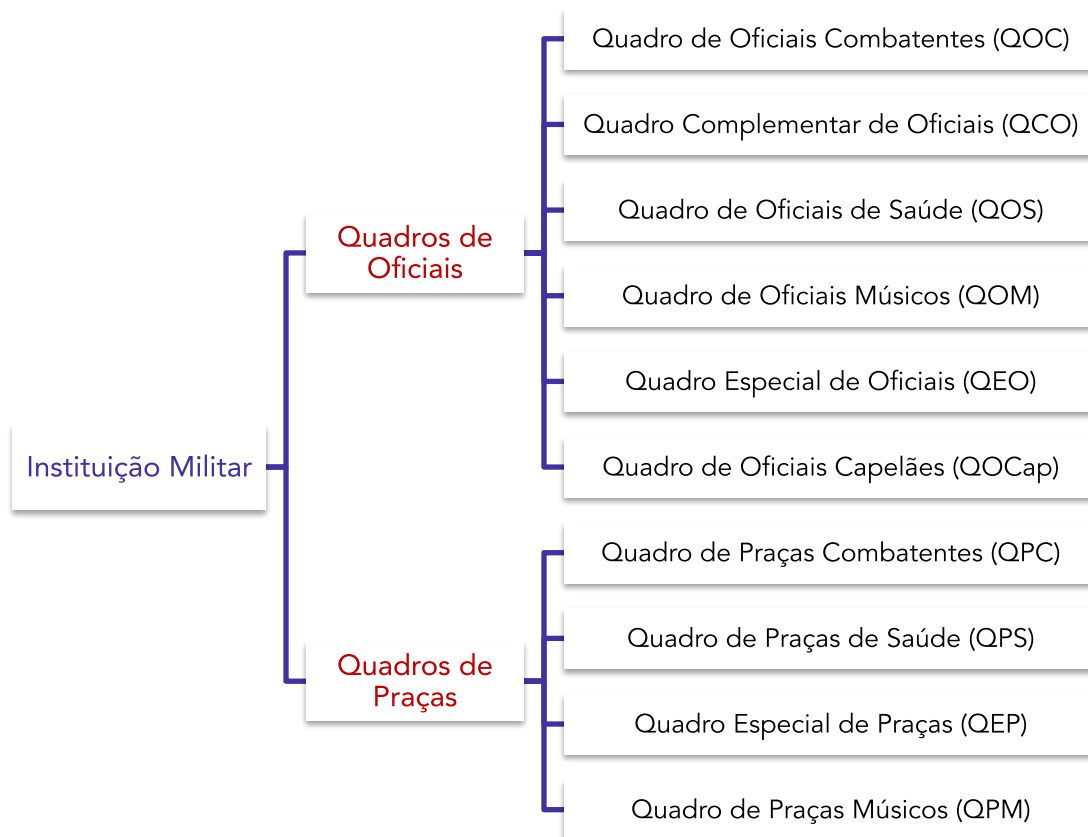 Quadro de Oficiais Combatentes (QOC)
Quadro Complementar de Oficiais (QCO)
Quadro de Oficiais de Saúde (QOS)
Quadros de
Oficiais
Quadro de Oficiais Músicos (QOM)
Quadro Especial de Oficiais (QEO)
Quadro de Oficiais Capelães (QOCap)
Instituição Militar
Quadro de Praças Combatentes (QPC)
Quadro de Praças de Saúde (QPS)
Quadros de
Praças
Quadro Especial de Praças (QEP)
Quadro de Praças Músicos (QPM)